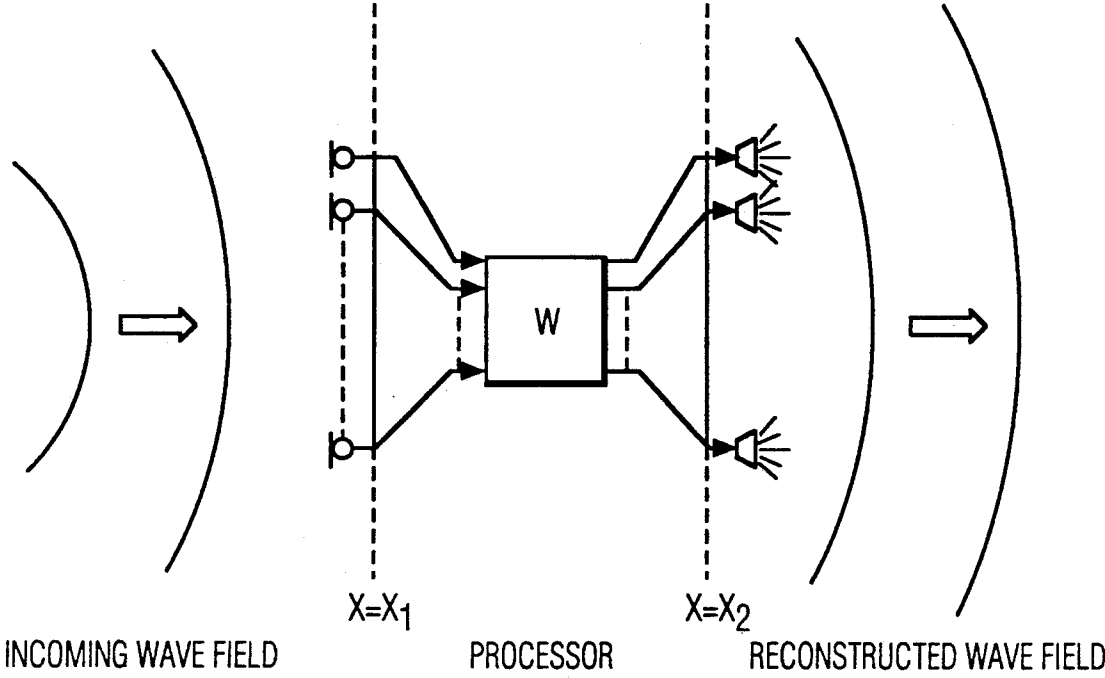 W
X=X1
X=X2
INCOMING WAVE FIELD
PROCESSOR
RECONSTRUCTED WAVE FIELD